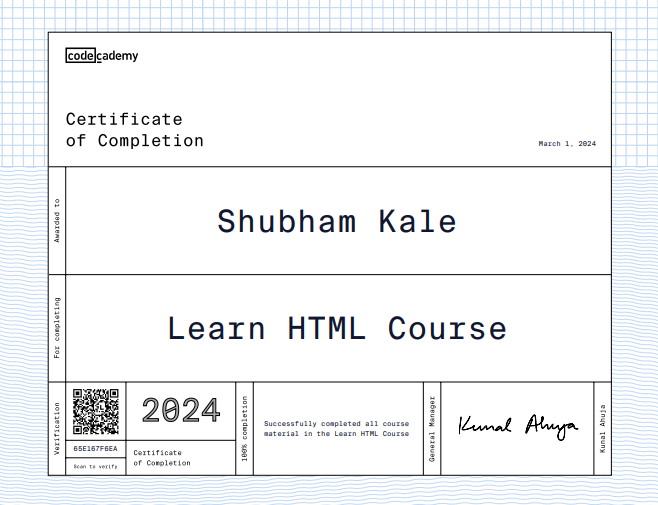 codecademy
Certificate
of Completion
March 1, 2024
Awarded to
Shubham Kale
For completing
Learn HTML Course
Verification
65E167F6EA
Scan to verify
2024
Certificate
of Completion
100% completion
Successfully completed all course
material in the Learn HTML Course
General Manager
Kunal Ahuja
Kunal Ahuja